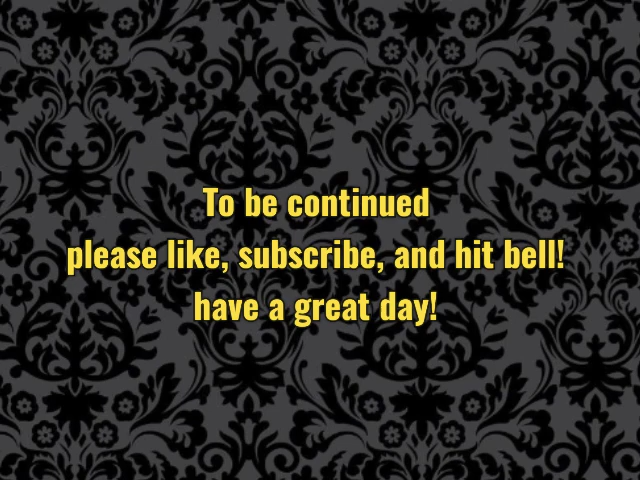 To be continued
please like, subscribe, and hit bell!
have a great day!